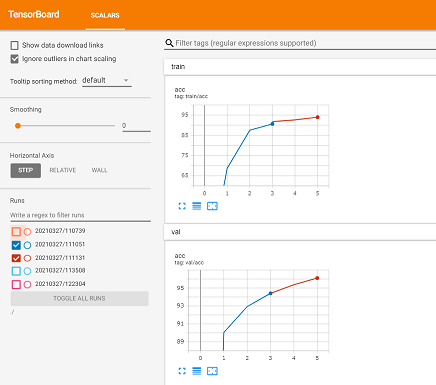 TensorBoard
SCALARS
Show data download links
Ignore outliers in chart scaling
Tooltip sorting method: default
Smoothing
0
Horizontal Axis
STEP RELATIVE WALL
Runs
Write a regex to filter runs
20210327/110739
20210327/111051
20210327/111131
20210327/113508
20210327/122304
TOGGLE ALL RUNS
/
Filter tags (regular expressions supported)
train
acc
tag: train/acc
95
85
75
65
0 1 2 3 4 5
val
acc
tag: val/acc
95
93
91
89
0 1 2 3 4 5